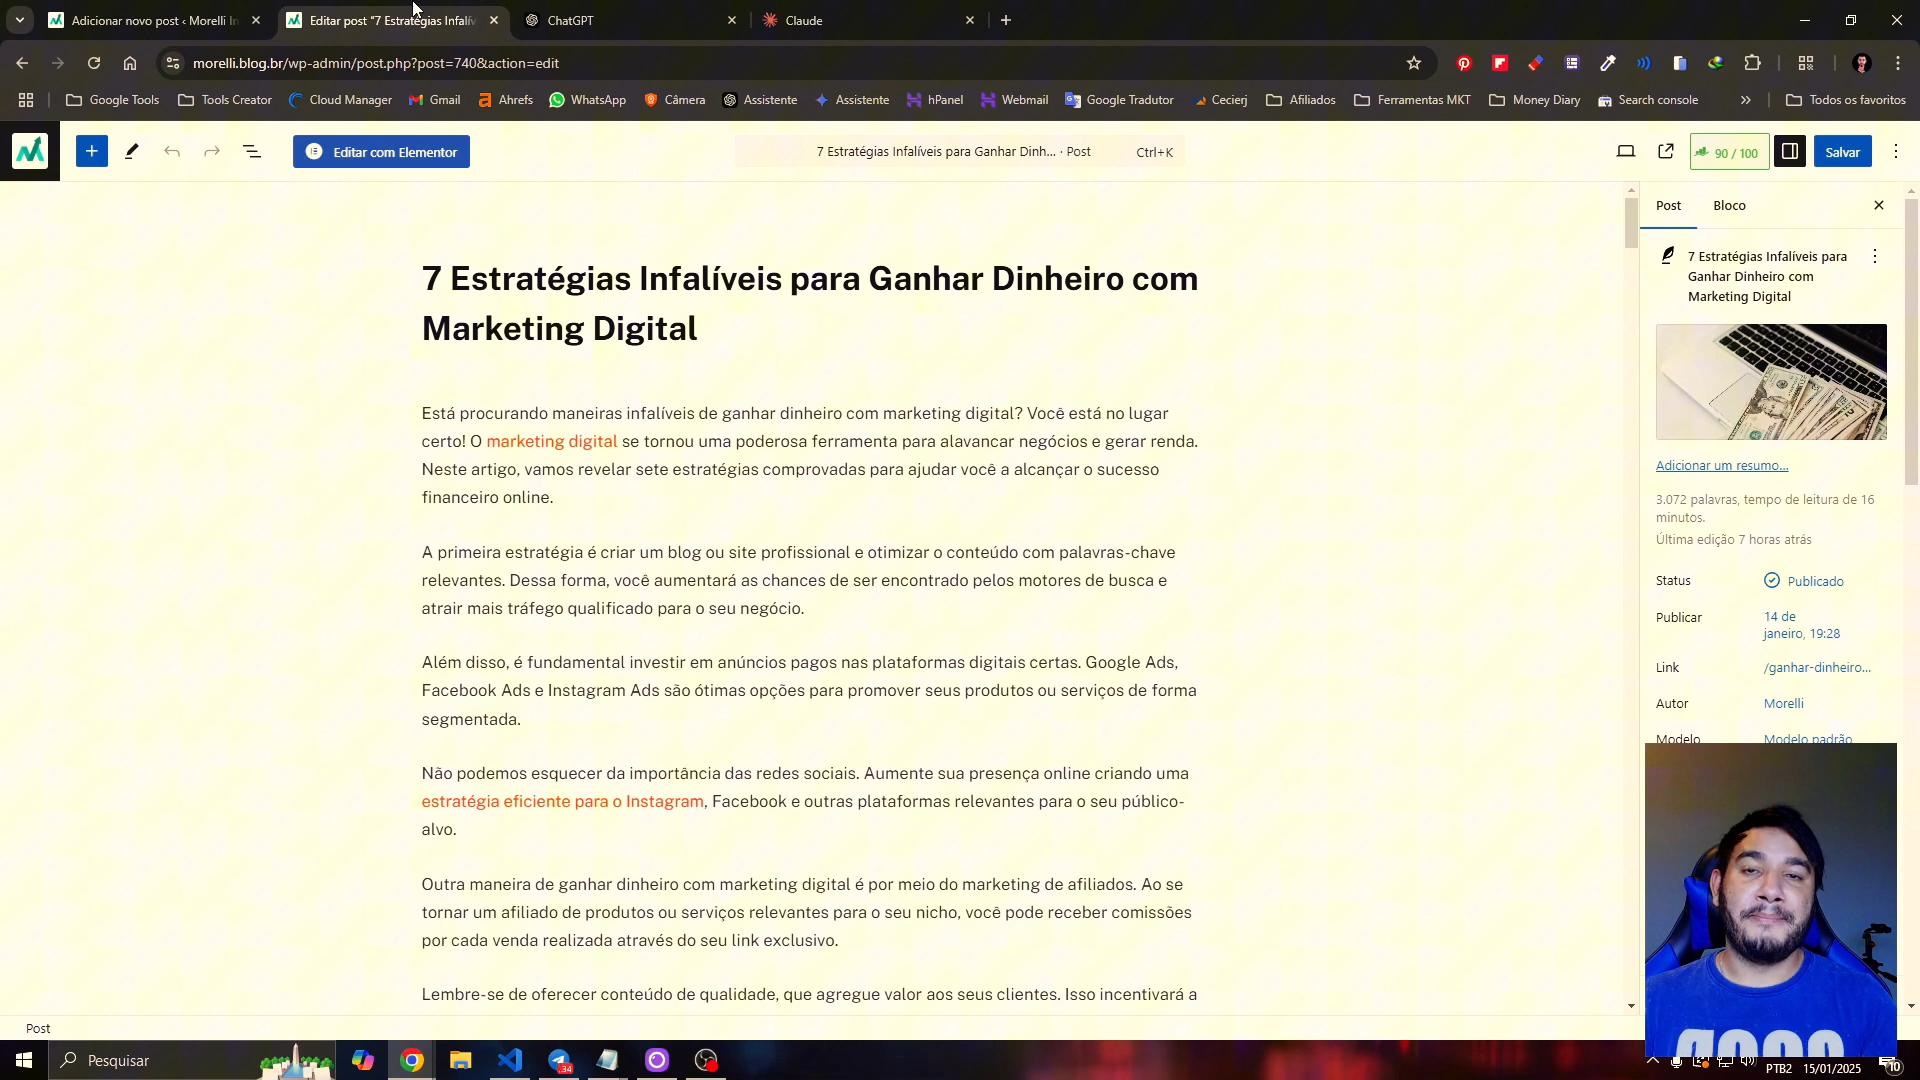 Adicionar novo post ‹ Morelli In
Editar post "7 Estratégias Infalív
ChatGPT
Claude
morelli.blog.br/wp-admin/post.php?post=740&action=edit
Google Tools
Tools Creator
Cloud Manager
Gmail
Ahrefs
WhatsApp
Câmera
Assistente
Assistente
hPanel
Webmail
Google Tradutor
Cecierj
Afiliados
Ferramentas MKT
Money Diary
Search console
Todos os favoritos
Editar com Elementor
7 Estratégias Infalíveis para Ganhar Dinh... · Post
Ctrl+K
90 / 100
Salvar
7 Estratégias Infalíveis para Ganhar Dinheiro com
Marketing Digital
Está procurando maneiras infalíveis de ganhar dinheiro com marketing digital? Você está no lugar
certo! O marketing digital se tornou uma poderosa ferramenta para alavancar negócios e gerar renda.
Neste artigo, vamos revelar sete estratégias comprovadas para ajudar você a alcançar o sucesso
financeiro online.
A primeira estratégia é criar um blog ou site profissional e otimizar o conteúdo com palavras-chave
relevantes. Dessa forma, você aumentará as chances de ser encontrado pelos motores de busca e
atrair mais tráfego qualificado para o seu negócio.
Além disso, é fundamental investir em anúncios pagos nas plataformas digitais certas. Google Ads,
Facebook Ads e Instagram Ads são ótimas opções para promover seus produtos ou serviços de forma
segmentada.
Não podemos esquecer da importância das redes sociais. Aumente sua presença online criando uma
estratégia eficiente para o Instagram, Facebook e outras plataformas relevantes para o seu público-
alvo.
Outra maneira de ganhar dinheiro com marketing digital é por meio do marketing de afiliados. Ao se
tornar um afiliado de produtos ou serviços relevantes para o seu nicho, você pode receber comissões
por cada venda realizada através do seu link exclusivo.
Lembre-se de oferecer conteúdo de qualidade, que agregue valor aos seus clientes. Isso incentivará a
Post
Bloco
7 Estratégias Infalíveis para
Ganhar Dinheiro com
Marketing Digital
Adicionar um resumo...
3.072 palavras, tempo de leitura de 16
minutos.
Última edição 7 horas atrás
Status
Publicado
Publicar
14 de
janeiro, 19:28
Link
/ganhar-dinheiro...
Autor
Morelli
Modelo
Modelo padrão
Post
Pesquisar
34
PTB2
15/01/2025
10